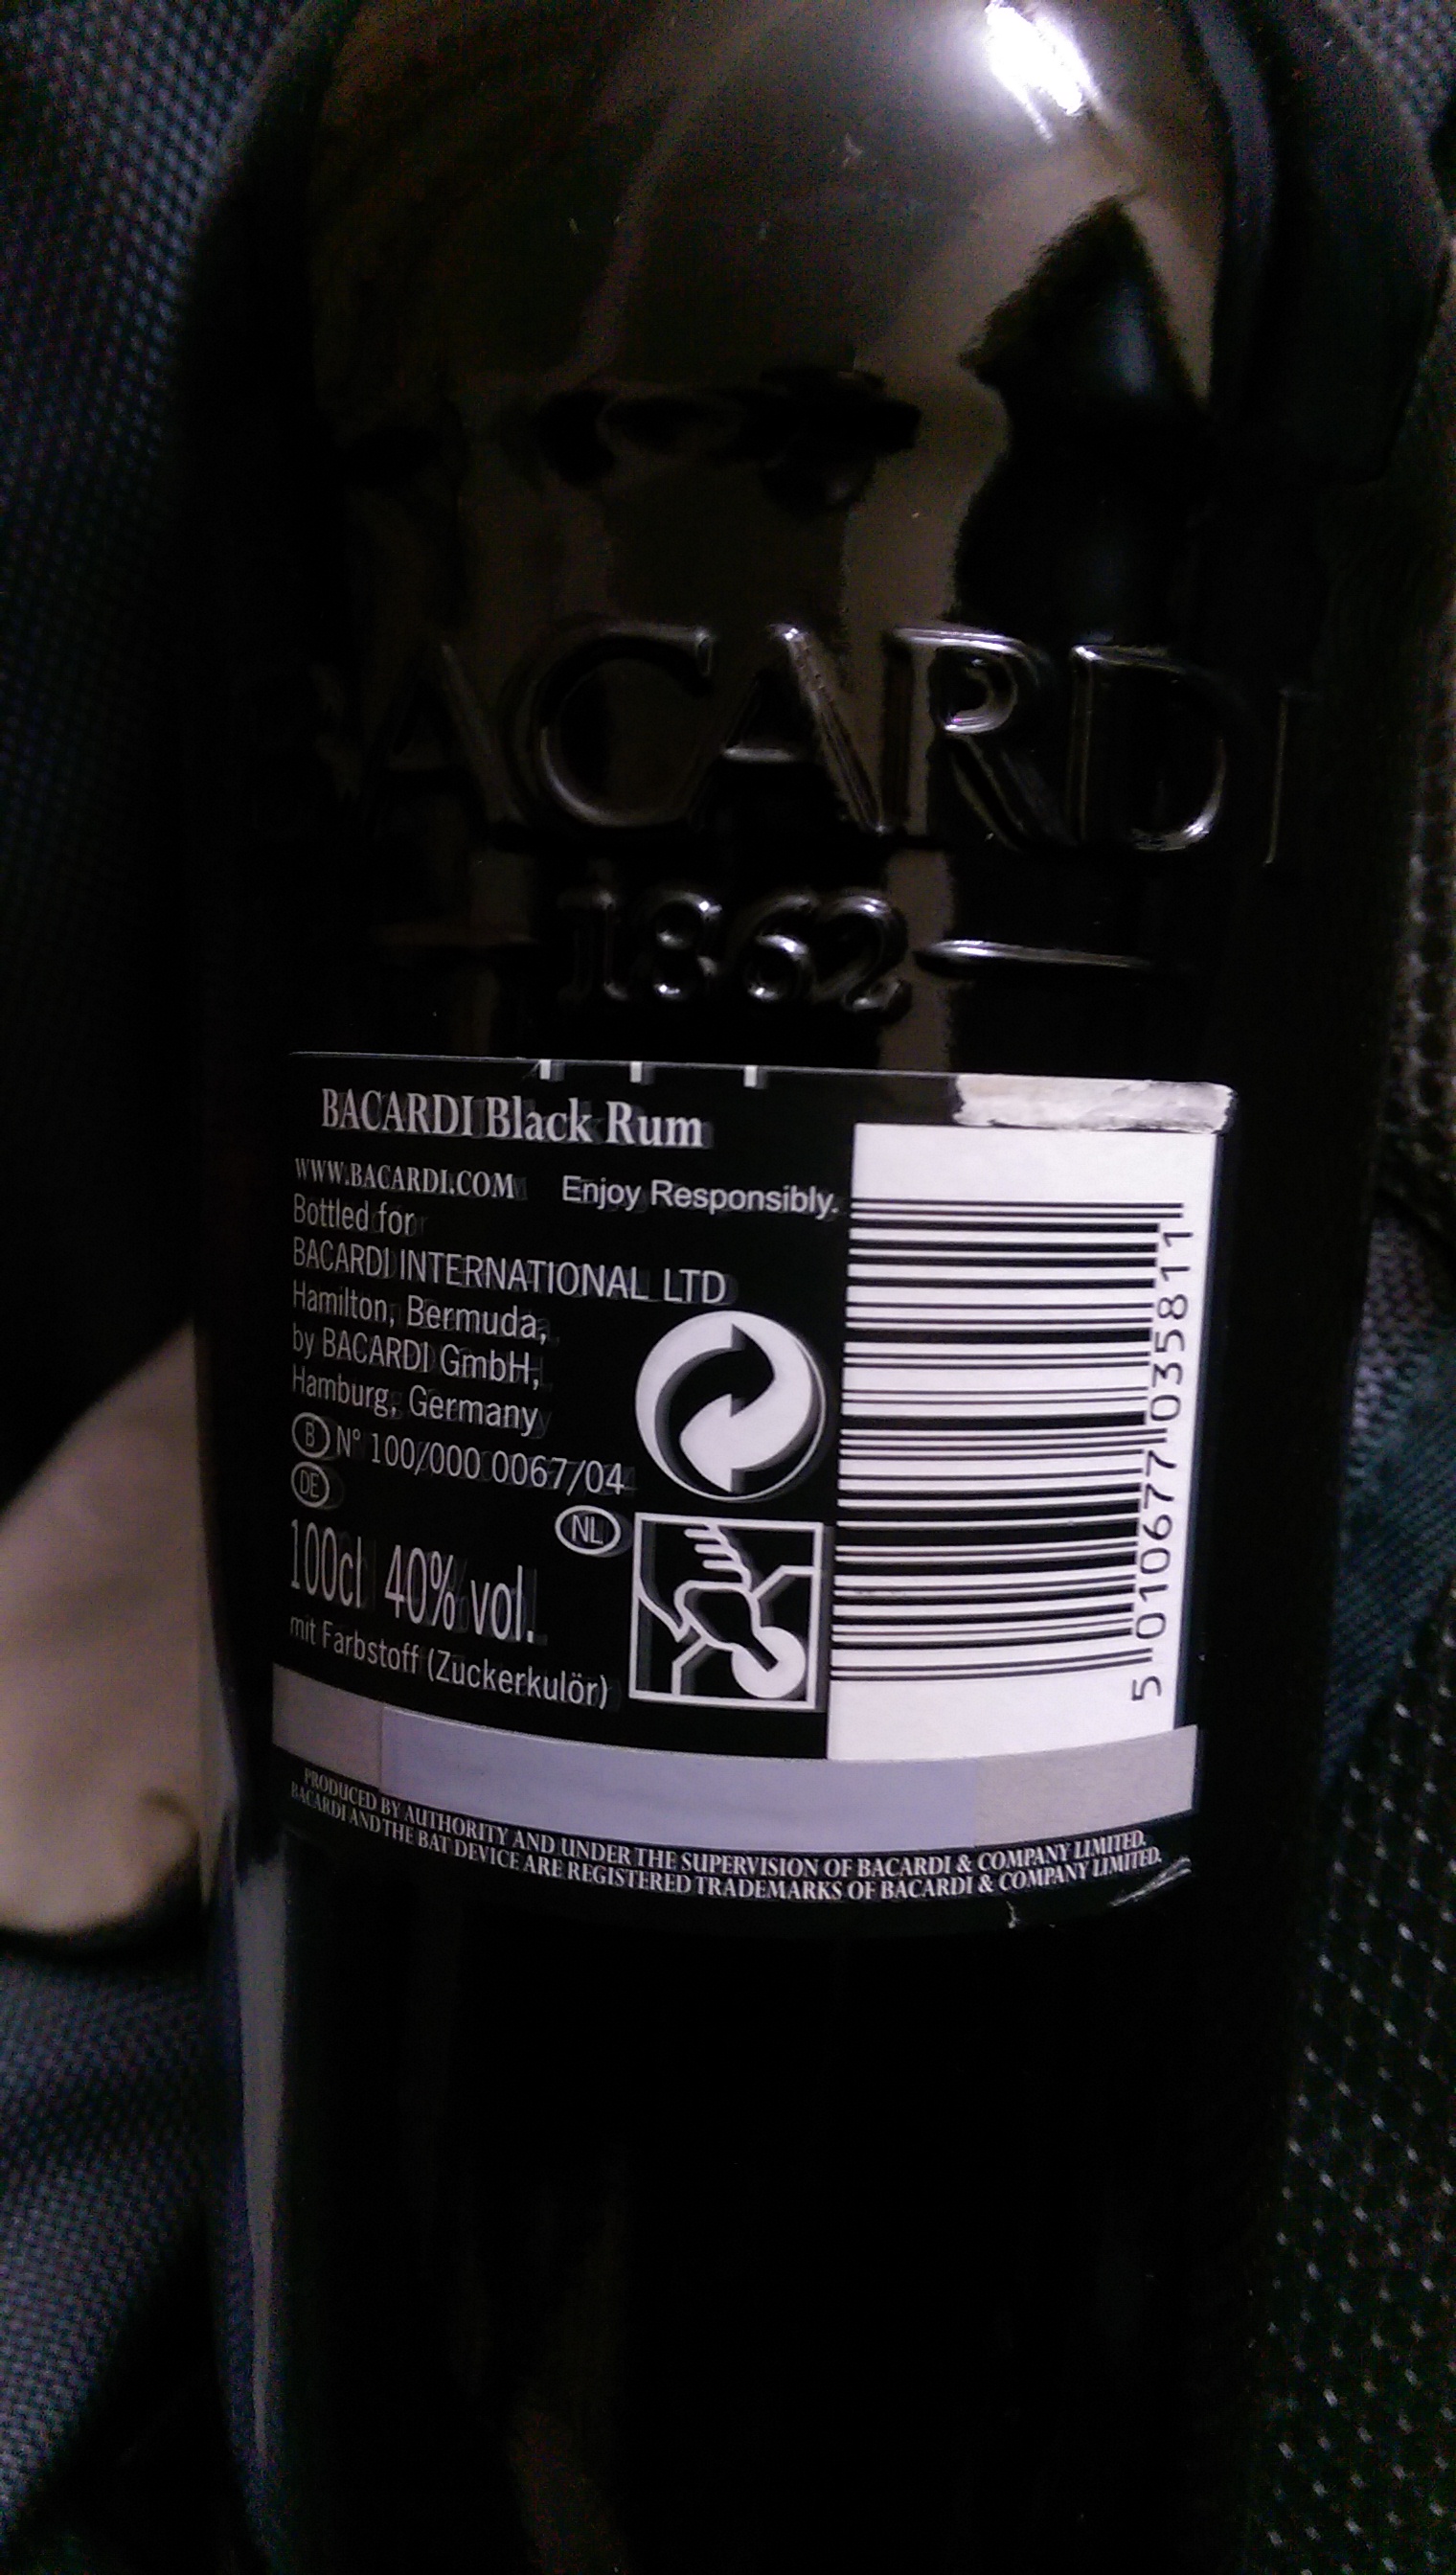 BACARDI
1862
BACARDI Black Rum
WWW.BACARDI.COM Enjoy Responsibly.
Bottled for
BACARDI INTERNATIONAL LTD
Hamilton, Bermuda,
by BACARDI GmbH,
Hamburg, Germany
B N° 100/000 0067/04
DE
NL
100cl 40% vol.
mit Farbstoff (Zuckerkulör)
5 010677 035811
PRODUCED BY AUTHORITY AND UNDER THE SUPERVISION OF BACARDI & COMPANY LIMITED.
BACARDI AND THE BAT DEVICE ARE REGISTERED TRADEMARKS OF BACARDI & COMPANY LIMITED.